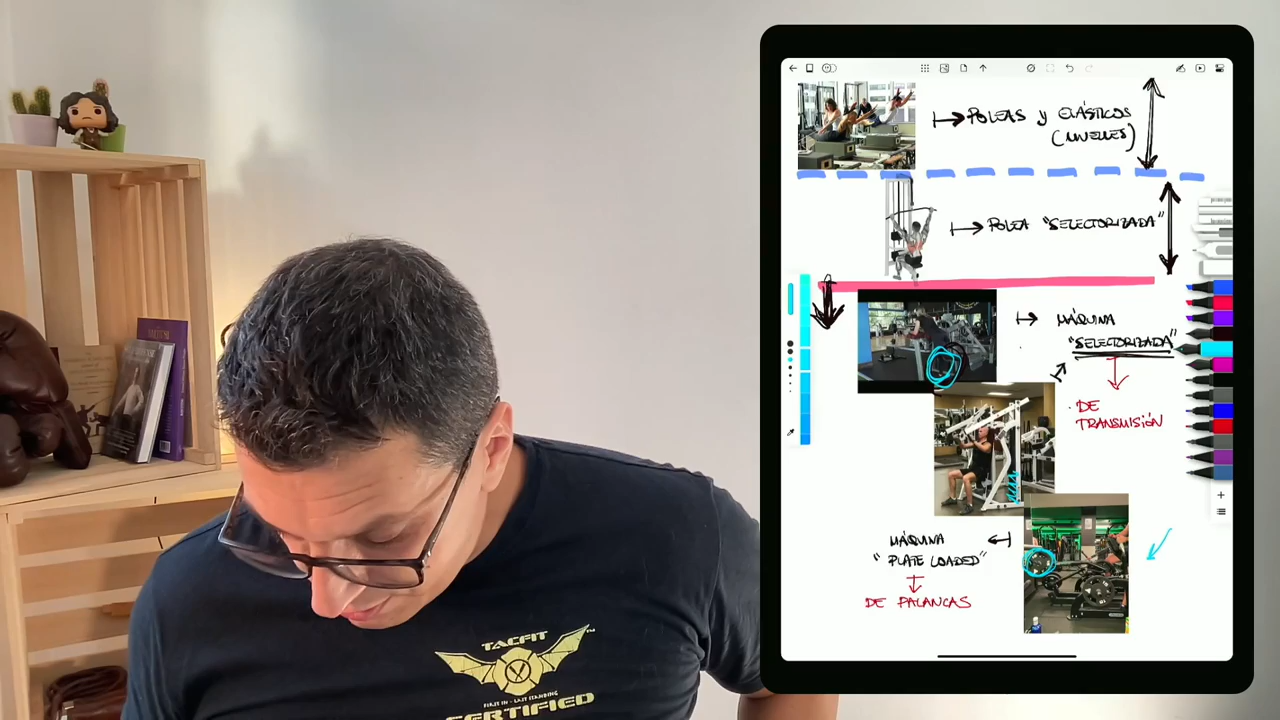 POLEAS y ELÁSTICOS
(NIVELES)
POLEA "SELECTORIZADA"
MÁQUINA
"SELECTORIZADA"
DE
TRANSMISIÓN
MÁQUINA
"PLATE LOADED"
DE PALANCAS
TACFIT
FIRST IN - LAST STANDING
CERTIFIED